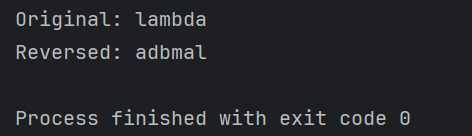 Original: lambda
Reversed: adbmal
Process finished with exit code 0